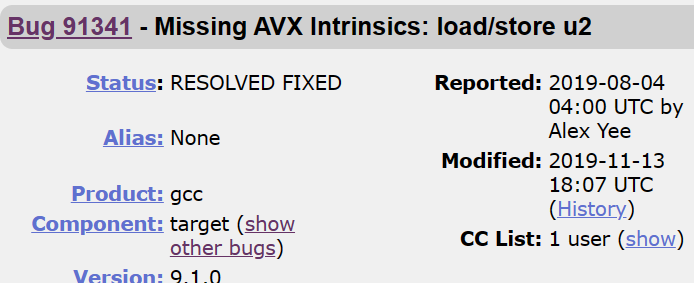 Bug 91341 - Missing AVX Intrinsics: load/store u2
Status: RESOLVED FIXED
Alias: None
Product: gcc
Component: target (show
other bugs)
Version: 9.1.0
Reported: 2019-08-04
04:00 UTC by
Alex Yee
Modified: 2019-11-13
18:07 UTC
(History)
CC List: 1 user (show)